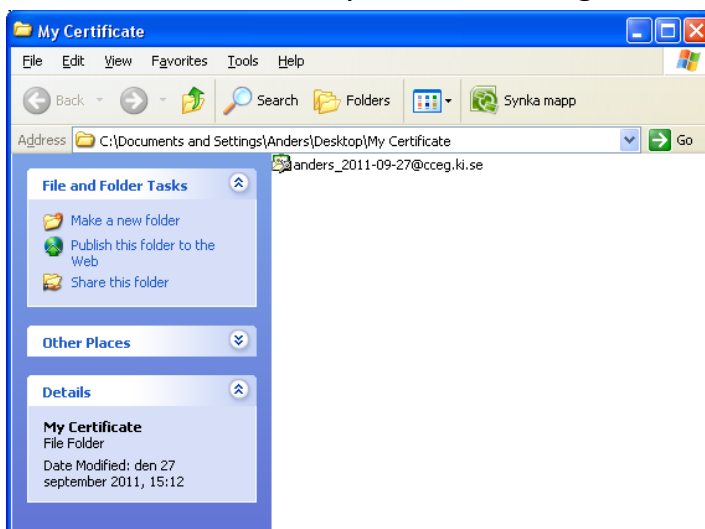 My Certificate
File Edit View Favorites Tools Help
Back Search Folders Synka mapp
Address C:\Documents and Settings\Anders\Desktop\My Certificate Go
anders_2011-09-27@cceg.ki.se
File and Folder Tasks
Make a new folder
Publish this folder to the
Web
Share this folder
Other Places
Details
My Certificate
File Folder
Date Modified: den 27
september 2011, 15:12